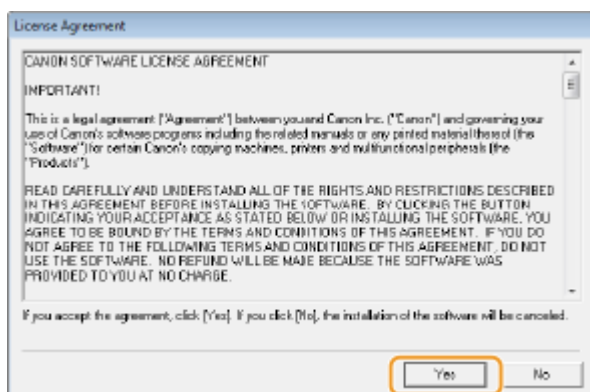 License Agreement
CANON SOFTWARE LICENSE AGREEMENT
IMPORTANT!
This is a legal agreement ("Agreement") between you and Canon Inc. ("Canon") and governing your
use of Canon's software programs including the related manuals or any printed material thereof (the
"Software") for certain Canon's copying machines, printers and multifunctional peripherals (the
"Products").
READ CAREFULLY AND UNDERSTAND ALL OF THE RIGHTS AND RESTRICTIONS DESCRIBED
IN THIS AGREEMENT BEFORE INSTALLING THE SOFTWARE. BY CLICKING THE BUTTON
INDICATING YOUR ACCEPTANCE AS STATED BELOW OR INSTALLING THE SOFTWARE, YOU
AGREE TO BE BOUND BY THE TERMS AND CONDITIONS OF THIS AGREEMENT. IF YOU DO
NOT AGREE TO THE FOLLOWING TERMS AND CONDITIONS OF THIS AGREEMENT, DO NOT
USE THE SOFTWARE. NO REFUND WILL BE MADE BECAUSE THE SOFTWARE WAS
PROVIDED TO YOU AT NO CHARGE.
If you accept the agreement, click [Yes]. If you click [No], the installation of the software will be canceled.
Yes
No